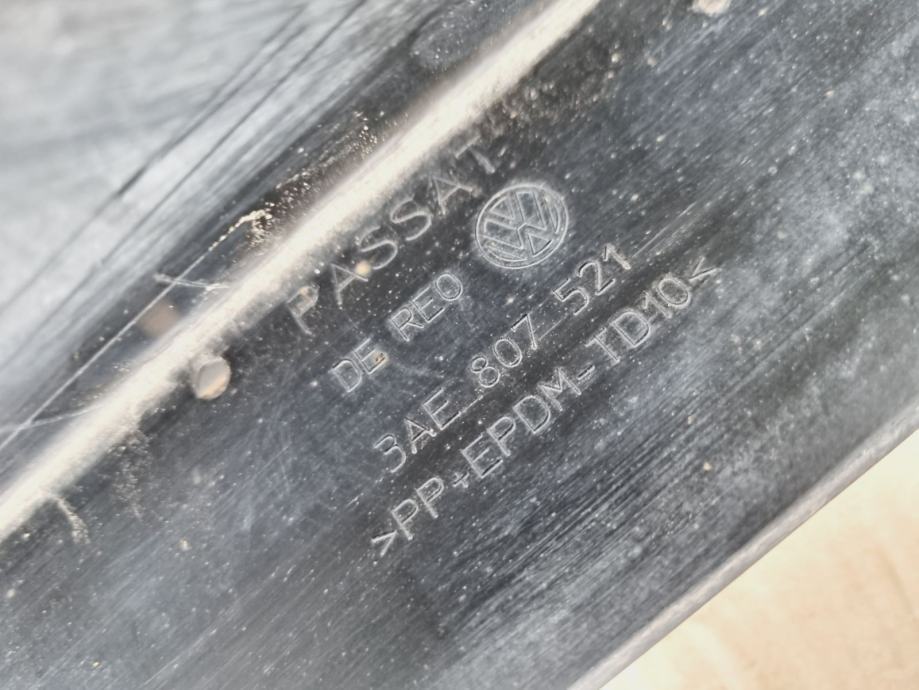 PASSAT
DE REO
3AE 807 521
>PP+EPDM-TD10<